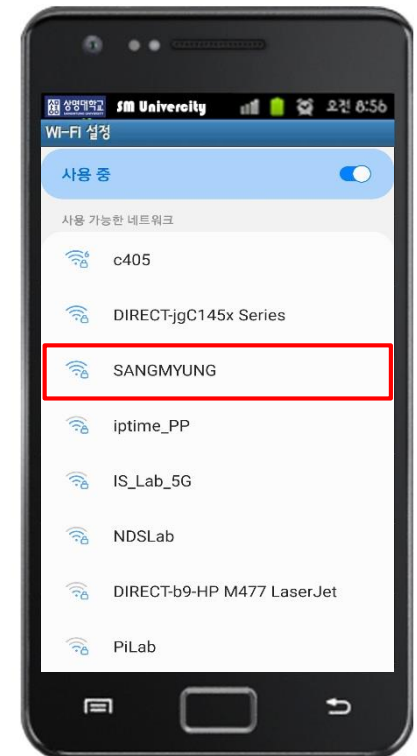 상명대학교 SM Univercity 오전 8:56
Wi-Fi 설정
사용 중
사용 가능한 네트워크
c405
DIRECT-jgC145x Series
SANGMYUNG
iptime_PP
IS_Lab_5G
NDSLab
DIRECT-b9-HP M477 LaserJet
PiLab